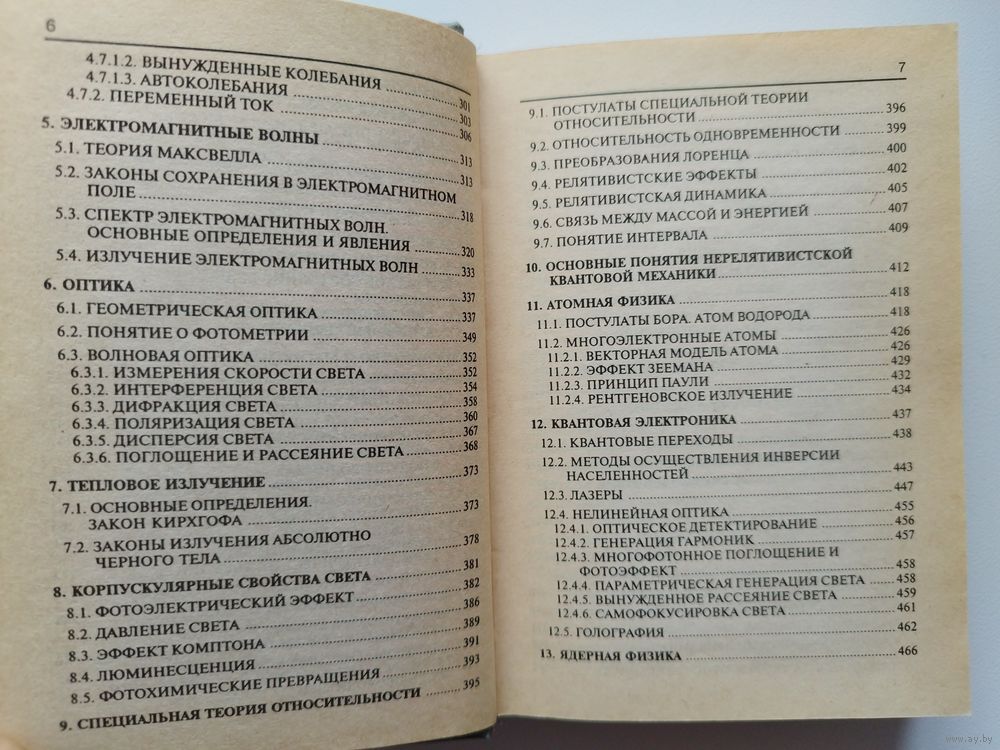 6
4.7.1.2. ВЫНУЖДЕННЫЕ КОЛЕБАНИЯ 301
4.7.1.3. АВТОКОЛЕБАНИЯ 303
4.7.2. ПЕРЕМЕННЫЙ ТОК 306
5. ЭЛЕКТРОМАГНИТНЫЕ ВОЛНЫ 313
5.1. ТЕОРИЯ МАКСВЕЛЛА 313
5.2. ЗАКОНЫ СОХРАНЕНИЯ В ЭЛЕКТРОМАГНИТНОМ
ПОЛЕ 318
5.3. СПЕКТР ЭЛЕКТРОМАГНИТНЫХ ВОЛН.
ОСНОВНЫЕ ОПРЕДЕЛЕНИЯ И ЯВЛЕНИЯ 320
5.4. ИЗЛУЧЕНИЕ ЭЛЕКТРОМАГНИТНЫХ ВОЛН 333
6. ОПТИКА 337
6.1. ГЕОМЕТРИЧЕСКАЯ ОПТИКА 337
6.2. ПОНЯТИЕ О ФОТОМЕТРИИ 349
6.3. ВОЛНОВАЯ ОПТИКА 352
6.3.1. ИЗМЕРЕНИЯ СКОРОСТИ СВЕТА 352
6.3.2. ИНТЕРФЕРЕНЦИЯ СВЕТА 354
6.3.3. ДИФРАКЦИЯ СВЕТА 358
6.3.4. ПОЛЯРИЗАЦИЯ СВЕТА 360
6.3.5. ДИСПЕРСИЯ СВЕТА 367
6.3.6. ПОГЛОЩЕНИЕ И РАССЕЯНИЕ СВЕТА 368
7. ТЕПЛОВОЕ ИЗЛУЧЕНИЕ 373
7.1. ОСНОВНЫЕ ОПРЕДЕЛЕНИЯ.
ЗАКОН КИРХГОФА 373
7.2. ЗАКОНЫ ИЗЛУЧЕНИЯ АБСОЛЮТНО
ЧЕРНОГО ТЕЛА 378
8. КОРПУСКУЛЯРНЫЕ СВОЙСТВА СВЕТА 381
8.1. ФОТОЭЛЕКТРИЧЕСКИЙ ЭФФЕКТ 382
8.2. ДАВЛЕНИЕ СВЕТА 386
8.3. ЭФФЕКТ КОМПТОНА 389
8.4. ЛЮМИНЕСЦЕНЦИЯ 391
8.5. ФОТОХИМИЧЕСКИЕ ПРЕВРАЩЕНИЯ 393
9. СПЕЦИАЛЬНАЯ ТЕОРИЯ ОТНОСИТЕЛЬНОСТИ 395
7
9.1. ПОСТУЛАТЫ СПЕЦИАЛЬНОЙ ТЕОРИИ
ОТНОСИТЕЛЬНОСТИ 396
9.2. ОТНОСИТЕЛЬНОСТЬ ОДНОВРЕМЕННОСТИ 399
9.3. ПРЕОБРАЗОВАНИЯ ЛОРЕНЦА 400
9.4. РЕЛЯТИВИСТСКИЕ ЭФФЕКТЫ 402
9.5. РЕЛЯТИВИСТСКАЯ ДИНАМИКА 405
9.6. СВЯЗЬ МЕЖДУ МАССОЙ И ЭНЕРГИЕЙ 407
9.7. ПОНЯТИЕ ИНТЕРВАЛА 409
10. ОСНОВНЫЕ ПОНЯТИЯ НЕРЕЛЯТИВИСТСКОЙ
КВАНТОВОЙ МЕХАНИКИ 412
11. АТОМНАЯ ФИЗИКА 418
11.1. ПОСТУЛАТЫ БОРА. АТОМ ВОДОРОДА 418
11.2. МНОГОЭЛЕКТРОННЫЕ АТОМЫ 426
11.2.1. ВЕКТОРНАЯ МОДЕЛЬ АТОМА 426
11.2.2. ЭФФЕКТ ЗЕЕМАНА 429
11.2.3. ПРИНЦИП ПАУЛИ 432
11.2.4. РЕНТГЕНОВСКОЕ ИЗЛУЧЕНИЕ 434
12. КВАНТОВАЯ ЭЛЕКТРОНИКА 437
12.1. КВАНТОВЫЕ ПЕРЕХОДЫ 438
12.2. МЕТОДЫ ОСУЩЕСТВЛЕНИЯ ИНВЕРСИИ
НАСЕЛЕННОСТЕЙ 443
12.3. ЛАЗЕРЫ 447
12.4. НЕЛИНЕЙНАЯ ОПТИКА 455
12.4.1. ОПТИЧЕСКОЕ ДЕТЕКТИРОВАНИЕ 456
12.4.2. ГЕНЕРАЦИЯ ГАРМОНИК 457
12.4.3. МНОГОФОТОННОЕ ПОГЛОЩЕНИЕ И
ФОТОЭФФЕКТ 458
12.4.4. ПАРАМЕТРИЧЕСКАЯ ГЕНЕРАЦИЯ СВЕТА 458
12.4.5. ВЫНУЖДЕННОЕ РАССЕЯНИЕ СВЕТА 459
12.4.6. САМОФОКУСИРОВКА СВЕТА 461
12.5. ГОЛОГРАФИЯ 462
13. ЯДЕРНАЯ ФИЗИКА 466
© www.ay.by